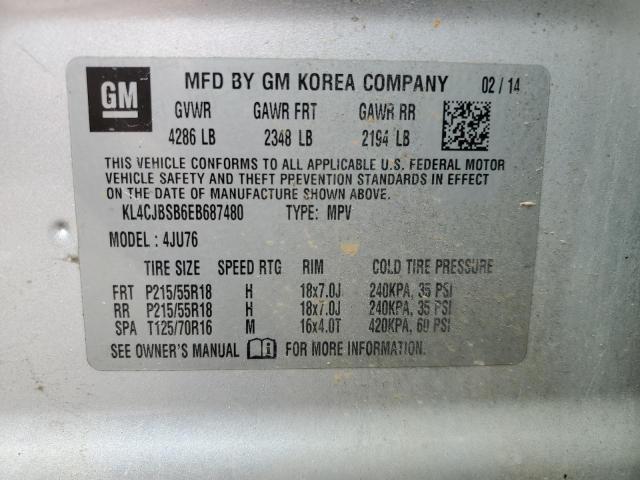 GM MFD BY GM KOREA COMPANY 02/14
GVWR GAWR FRT GAWR RR
4286 LB 2348 LB 2194 LB
THIS VEHICLE CONFORMS TO ALL APPLICABLE U.S. FEDERAL MOTOR
VEHICLE SAFETY AND THEFT PREVENTION STANDARDS IN EFFECT
ON THE DATE OF MANUFACTURE SHOWN ABOVE.
KL4CJBSB6EB687480 TYPE: MPV
MODEL : 4JU76
TIRE SIZE SPEED RTG RIM COLD TIRE PRESSURE
FRT P215/55R18 H 18x7.0J 240KPA, 35 PSI
RR P215/55R18 H 18x7.0J 240KPA, 35 PSI
SPA T125/70R16 M 16x4.0T 420KPA, 60 PSI
SEE OWNER'S MANUAL FOR MORE INFORMATION.